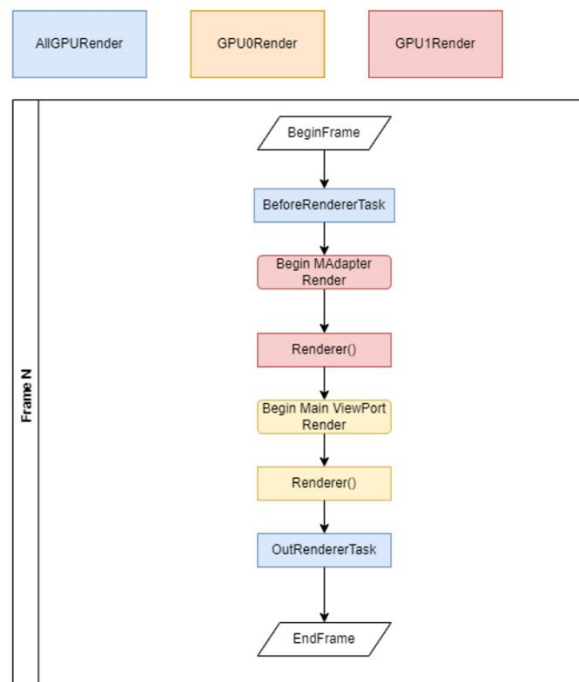 AllGPURender
GPU0Render
GPU1Render
Frame N
BeginFrame
BeforeRendererTask
Begin MAdapter
Render
Renderer()
Begin Main ViewPort
Render
Renderer()
OutRendererTask
EndFrame